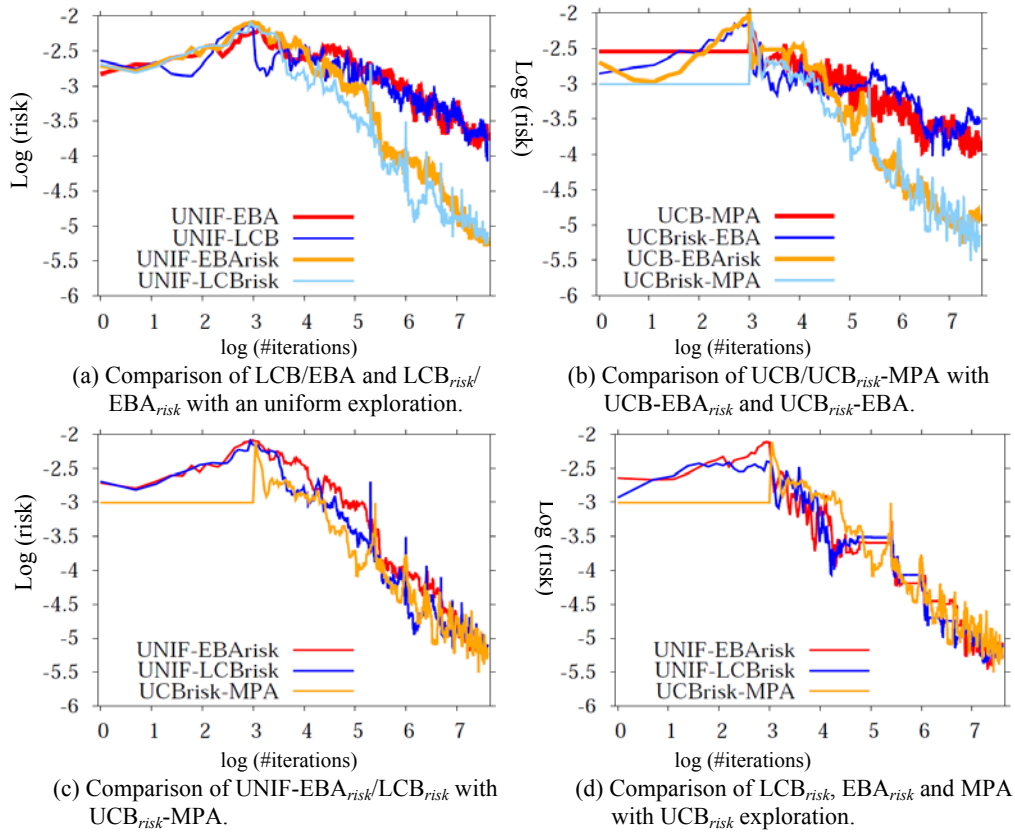 Log (risk)
-2
-2.5
-3
-3.5
-4
-4.5
-5
-5.5
-6
UNIF-EBA
UNIF-LCB
UNIF-EBArisk
UNIF-LCBrisk
0 1 2 3 4 5 6 7
log (#iterations)
(a) Comparison of LCB/EBA and LCBrisk/
EBArisk with an uniform exploration.
Log (risk)
-2
-2.5
-3
-3.5
-4
-4.5
-5
-5.5
-6
UCB-MPA
UCBrisk-EBA
UCB-EBArisk
UCBrisk-MPA
0 1 2 3 4 5 6 7
log (#iterations)
(b) Comparison of UCB/UCBrisk-MPA with
UCB-EBArisk and UCBrisk-EBA.
Log (risk)
-2
-2.5
-3
-3.5
-4
-4.5
-5
-5.5
-6
UNIF-EBArisk
UNIF-LCBrisk
UCBrisk-MPA
0 1 2 3 4 5 6 7
log (#iterations)
(c) Comparison of UNIF-EBArisk/LCBrisk with
UCBrisk-MPA.
Log (risk)
-2
-2.5
-3
-3.5
-4
-4.5
-5
-5.5
-6
UNIF-EBArisk
UNIF-LCBrisk
UCBrisk-MPA
0 1 2 3 4 5 6 7
log (#iterations)
(d) Comparison of LCBrisk, EBArisk and MPA
with UCBrisk exploration.